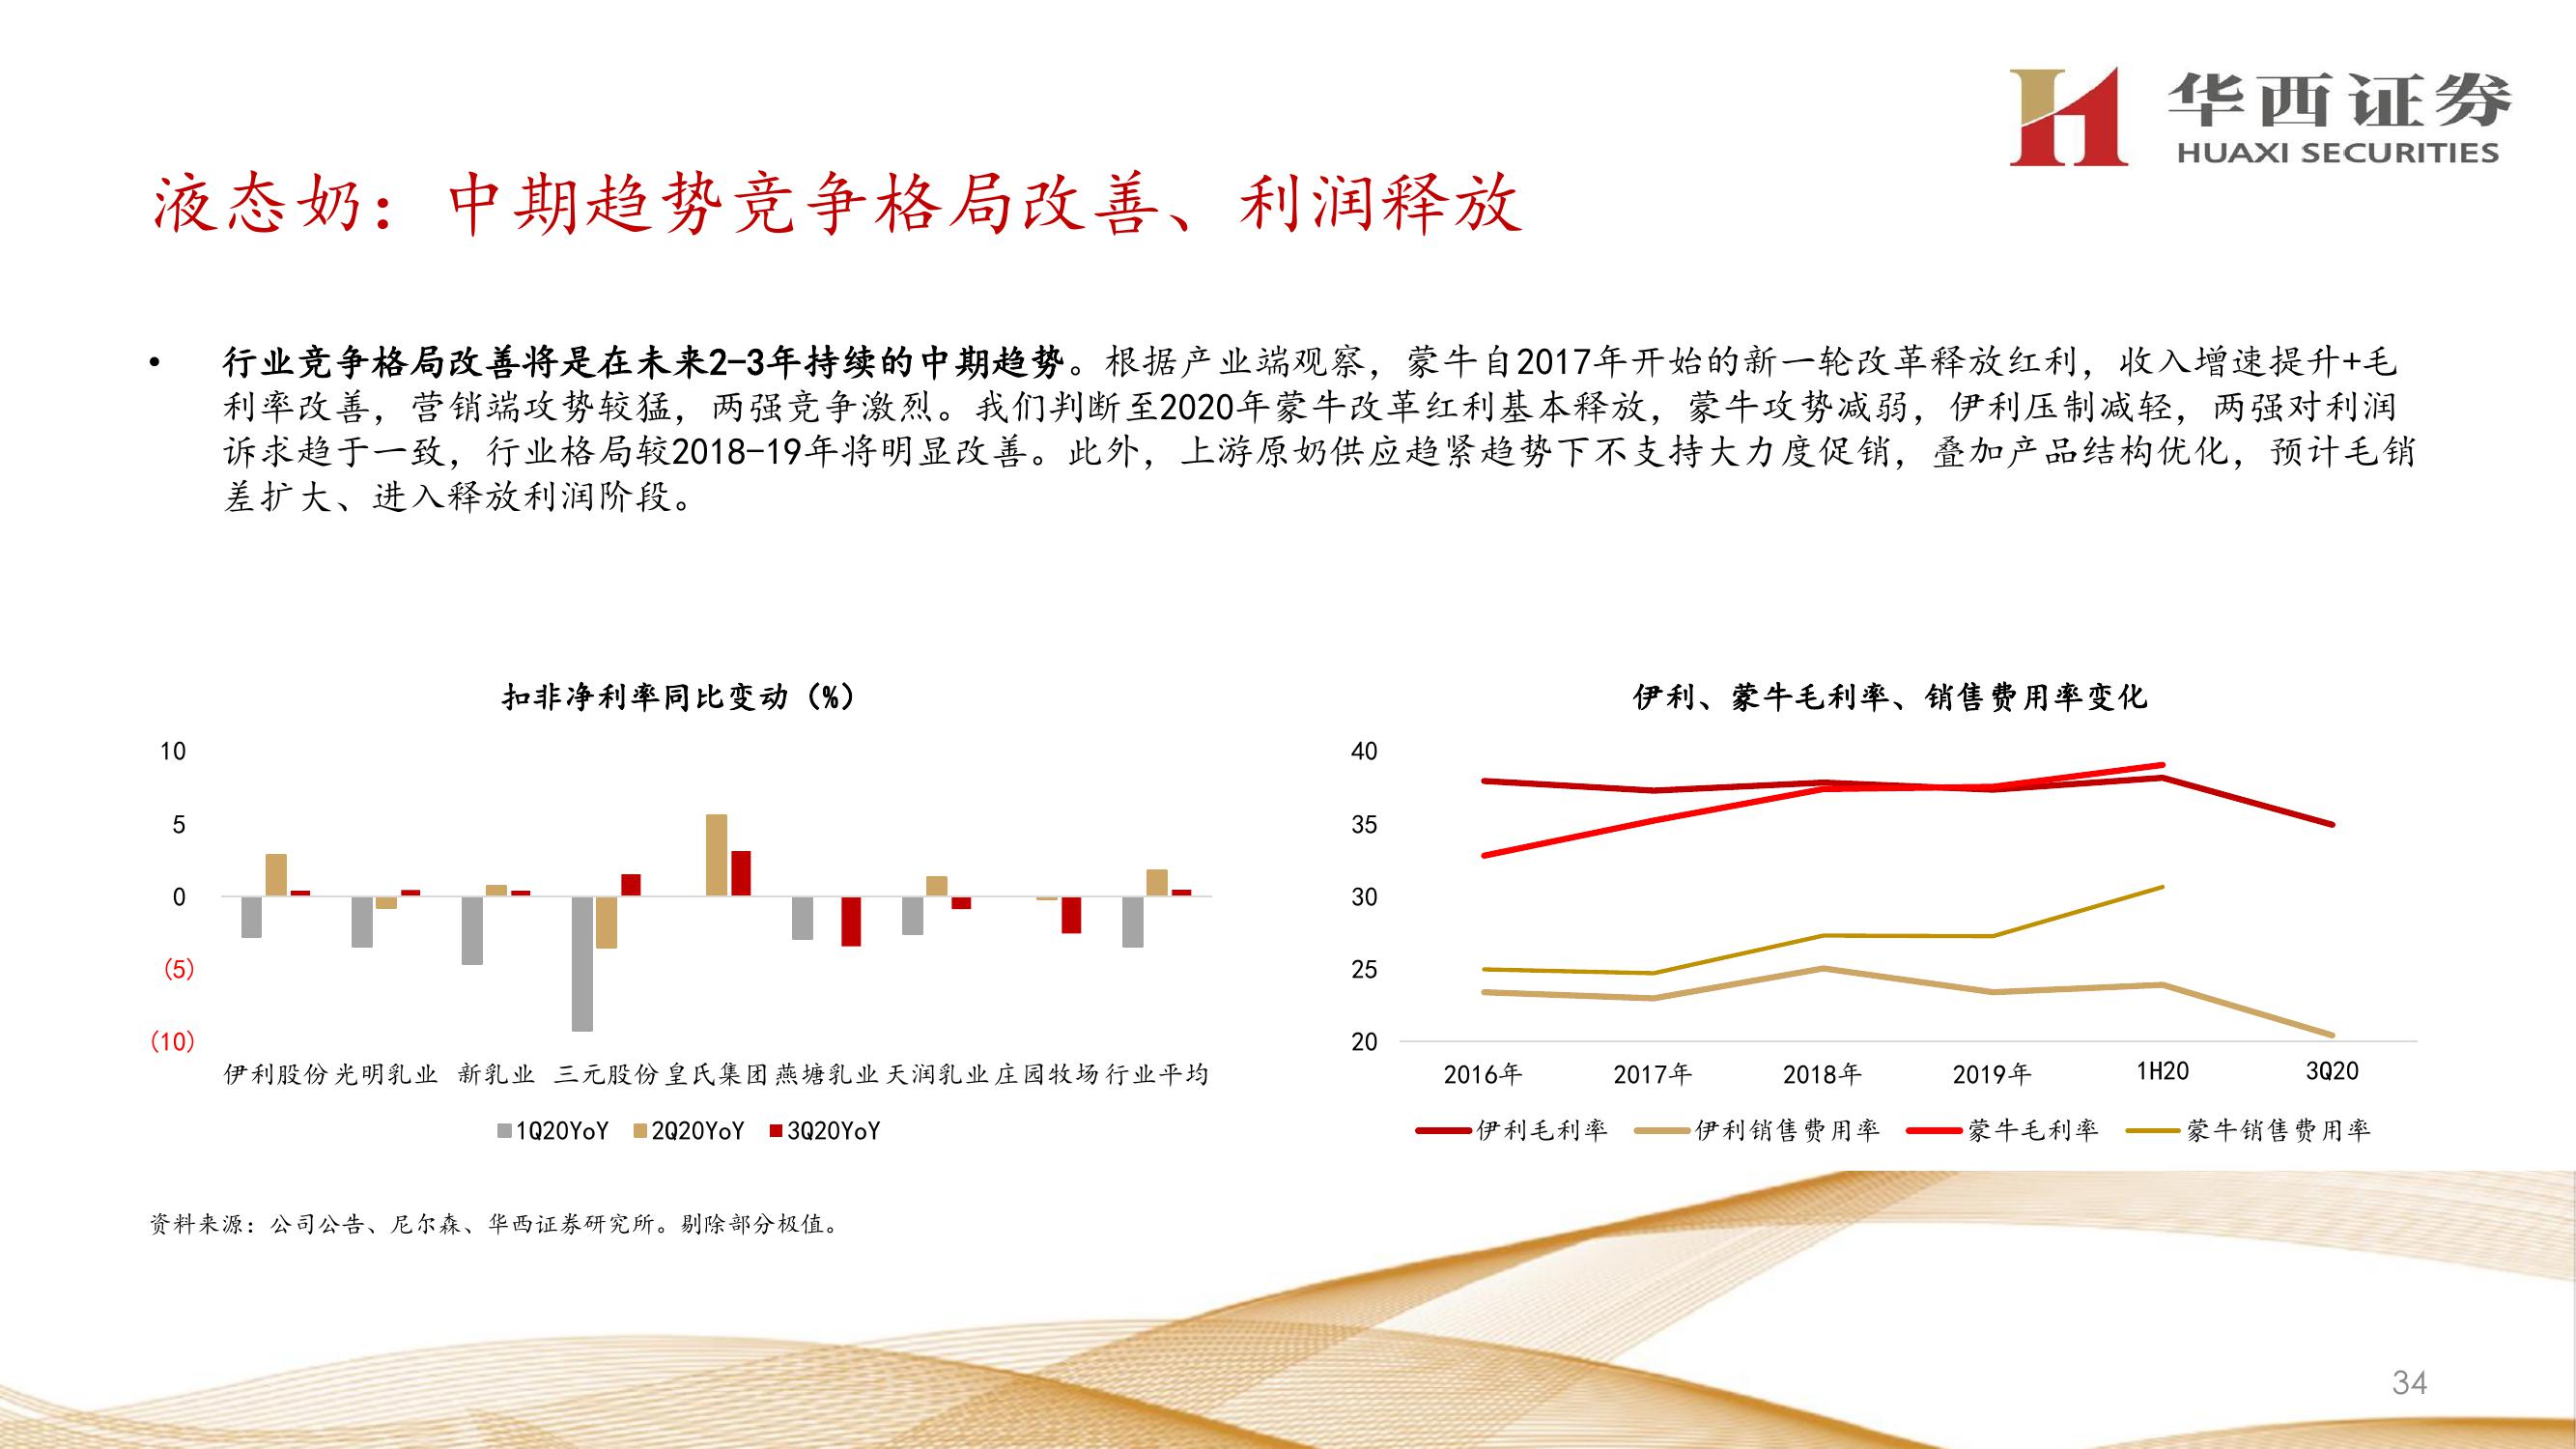 华西证券
HUAXI SECURITIES
液态奶：中期趋势竞争格局改善、利润释放
• 行业竞争格局改善将是在未来2-3年持续的中期趋势。根据产业端观察，蒙牛自2017年开始的新一轮改革释放红利，收入增速提升+毛
利率改善，营销端攻势较猛，两强竞争激烈。我们判断至2020年蒙牛改革红利基本释放，蒙牛攻势减弱，伊利压制减轻，两强对利润
诉求趋于一致，行业格局较2018-19年将明显改善。此外，上游原奶供应趋紧趋势下不支持大力度促销，叠加产品结构优化，预计毛销
差扩大、进入释放利润阶段。
扣非净利率同比变动（%）
10
5
0
(5)
(10)
伊利股份 光明乳业 新乳业 三元股份 皇氏集团 燕塘乳业 天润乳业 庄园牧场 行业平均
1Q20YoY 2Q20YoY 3Q20YoY
伊利、蒙牛毛利率、销售费用率变化
40
35
30
25
20
2016年 2017年 2018年 2019年 1H20 3Q20
伊利毛利率 伊利销售费用率 蒙牛毛利率 蒙牛销售费用率
资料来源：公司公告、尼尔森、华西证券研究所。剔除部分极值。
34